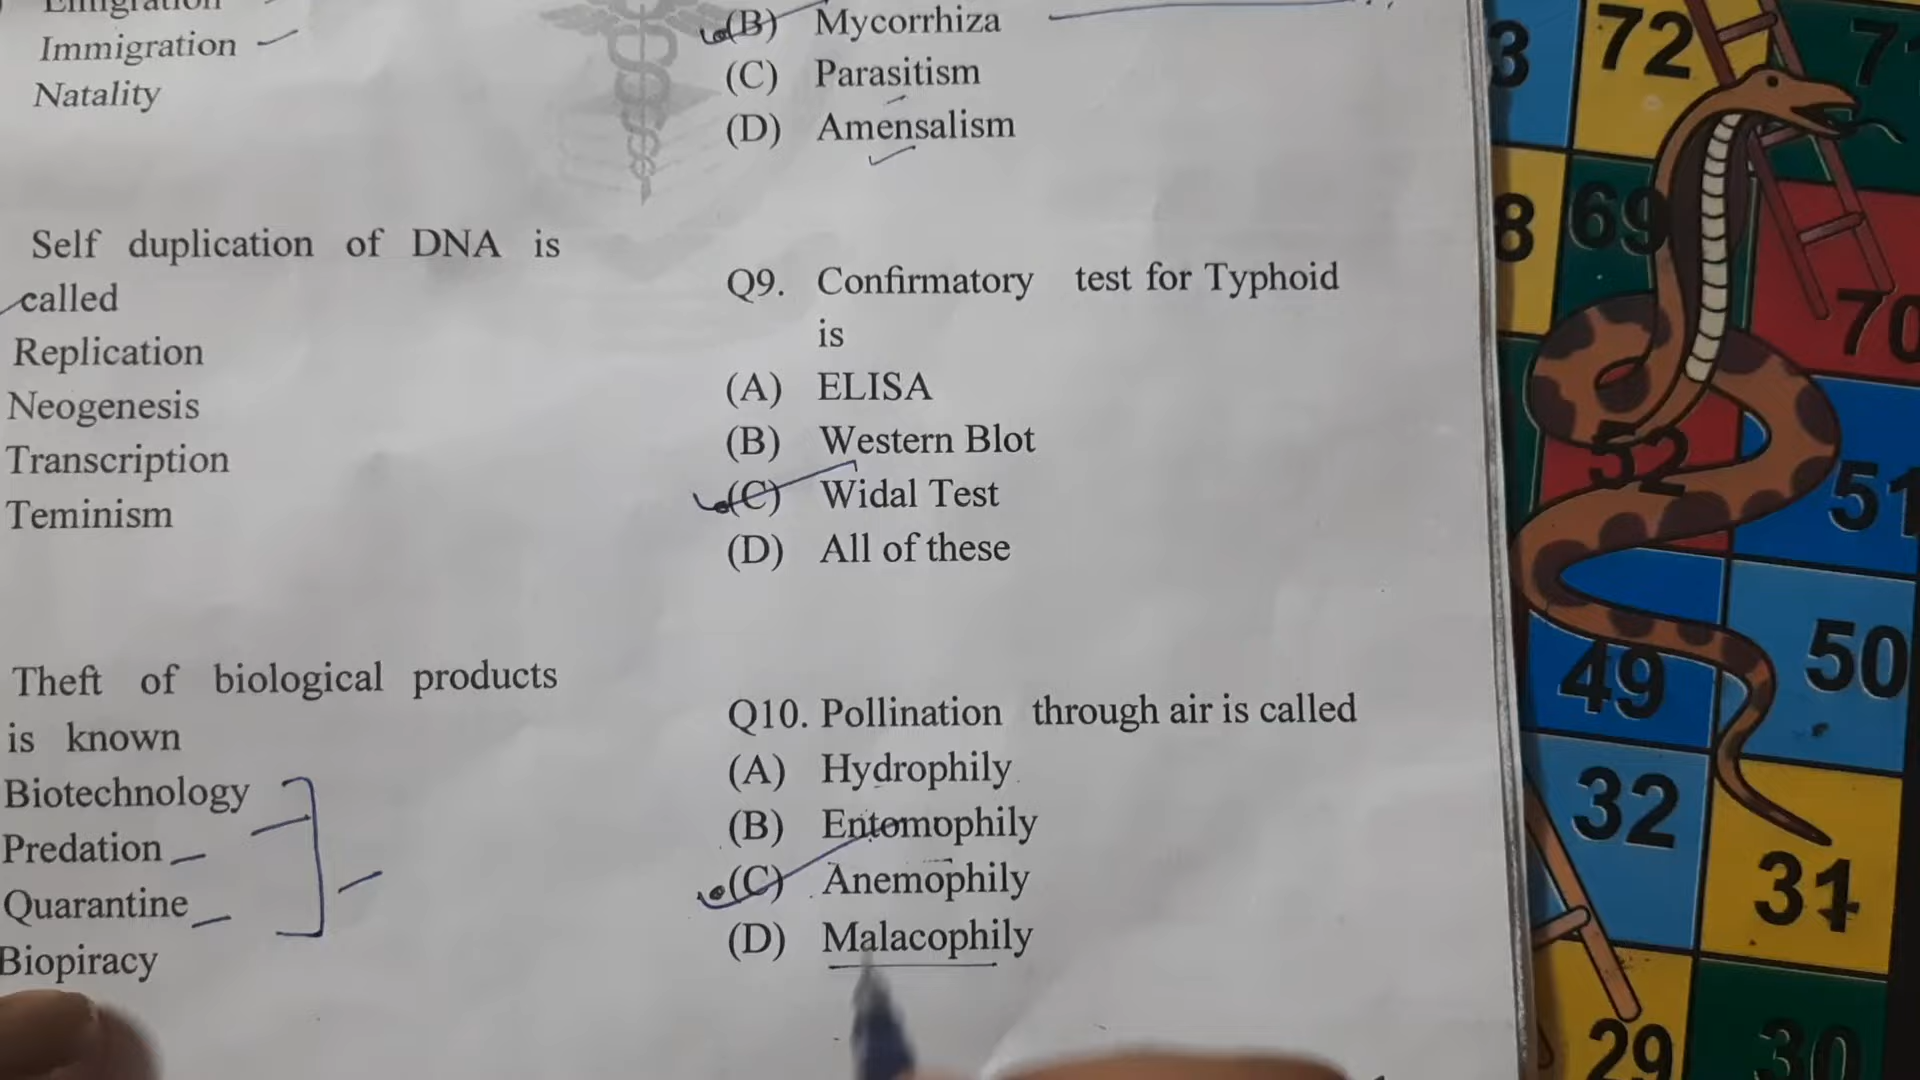 Emigration
Immigration
Natality
Self duplication of DNA is
called
Replication
Neogenesis
Transcription
Teminism
Theft of biological products
is known
Biotechnology
Predation
Quarantine
Biopiracy
(B) Mycorrhiza
(C) Parasitism
(D) Amensalism
Q9. Confirmatory test for Typhoid
is
(A) ELISA
(B) Western Blot
(C) Widal Test
(D) All of these
Q10. Pollination through air is called
(A) Hydrophily
(B) Entomophily
(C) Anemophily
(D) Malacophily
72
69
70
52
51
49
50
32
31
29
30